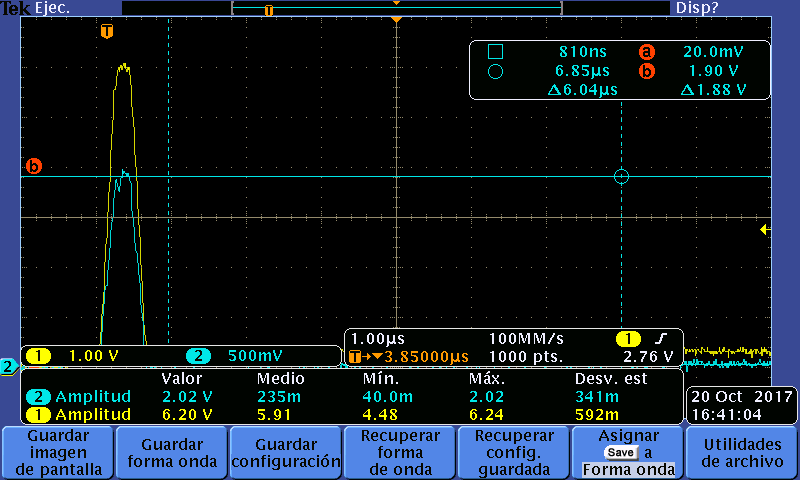 Tek Ejec. Disp?
T
T
810ns a 20.0mV
6.85µs b 1.90 V
Δ6.04µs Δ1.88 V
b
1 1.00 V 2 500mV
1.00µs 100MM/s 1 2.76 V
T→▼3.85000µs 1000 pts.
2
Valor Medio Mín. Máx. Desv. est
2 Amplitud 2.02 V 235m 40.0m 2.02 341m
1 Amplitud 6.20 V 5.91 4.48 6.24 592m
20 Oct 2017
16:41:04
Guardar
imagen
de pantalla
Guardar
forma onda
Guardar
configuración
Recuperar
forma
de onda
Recuperar
config.
guardada
Asignar
Save a
Forma onda
Utilidades
de archivo